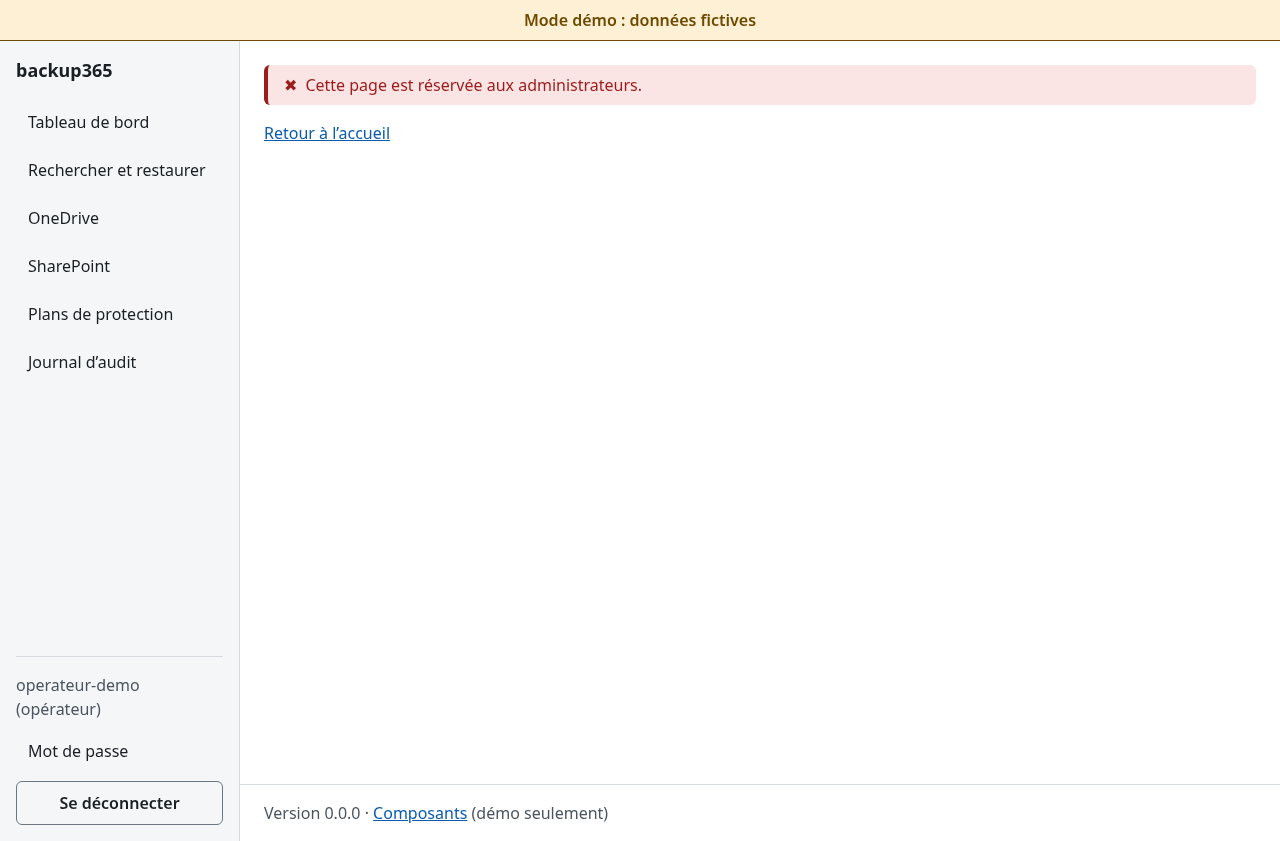 Mode démo : données fictives
backup365
Tableau de bord
Rechercher et restaurer
OneDrive
SharePoint
Plans de protection
Journal d’audit
operateur-demo
(opérateur)
Mot de passe
Se déconnecter
✖ Cette page est réservée aux administrateurs.
Retour à l’accueil
Version 0.0.0 · Composants (démo seulement)